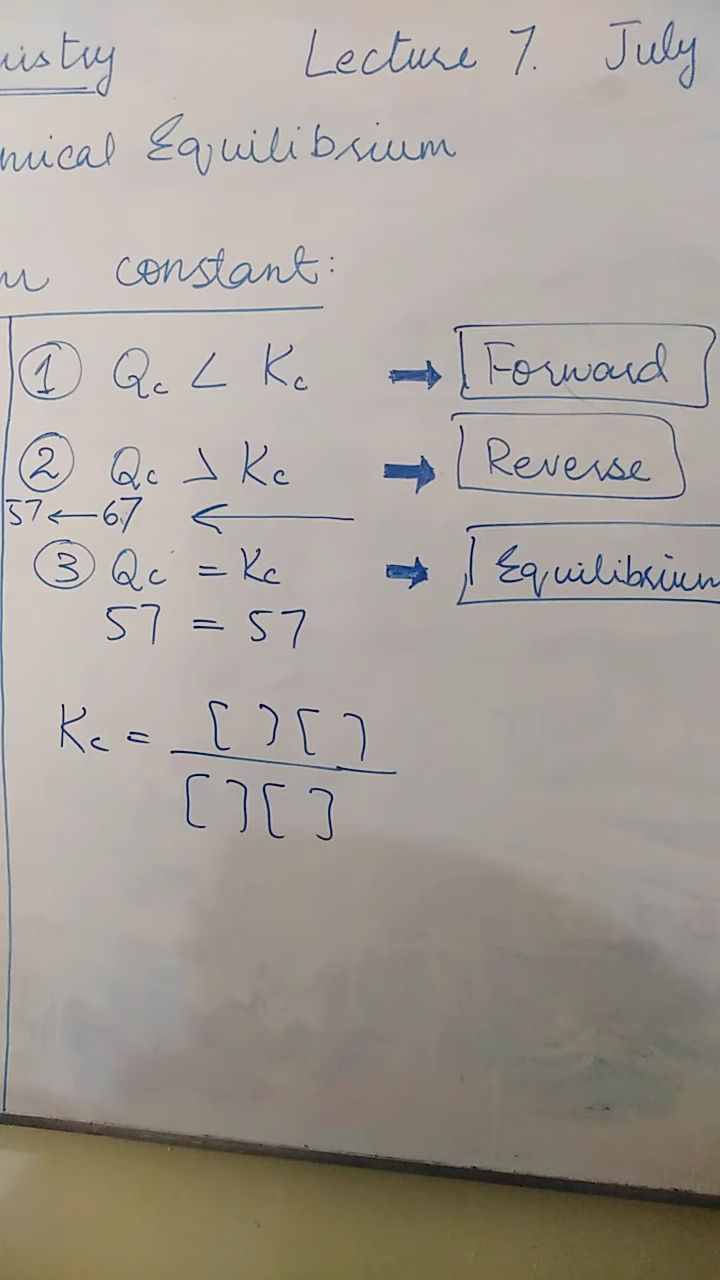 mistry Lecture 7. July
mical Equilibrium
constant:
① Qc < Kc ➡ Forward
② Qc > Kc ➡ Reverse
57 ← 67 ←
③ Qc = Kc ➡ Equilibrium
57 = 57
Kc = [ ] [ ]
[ ] [ ]